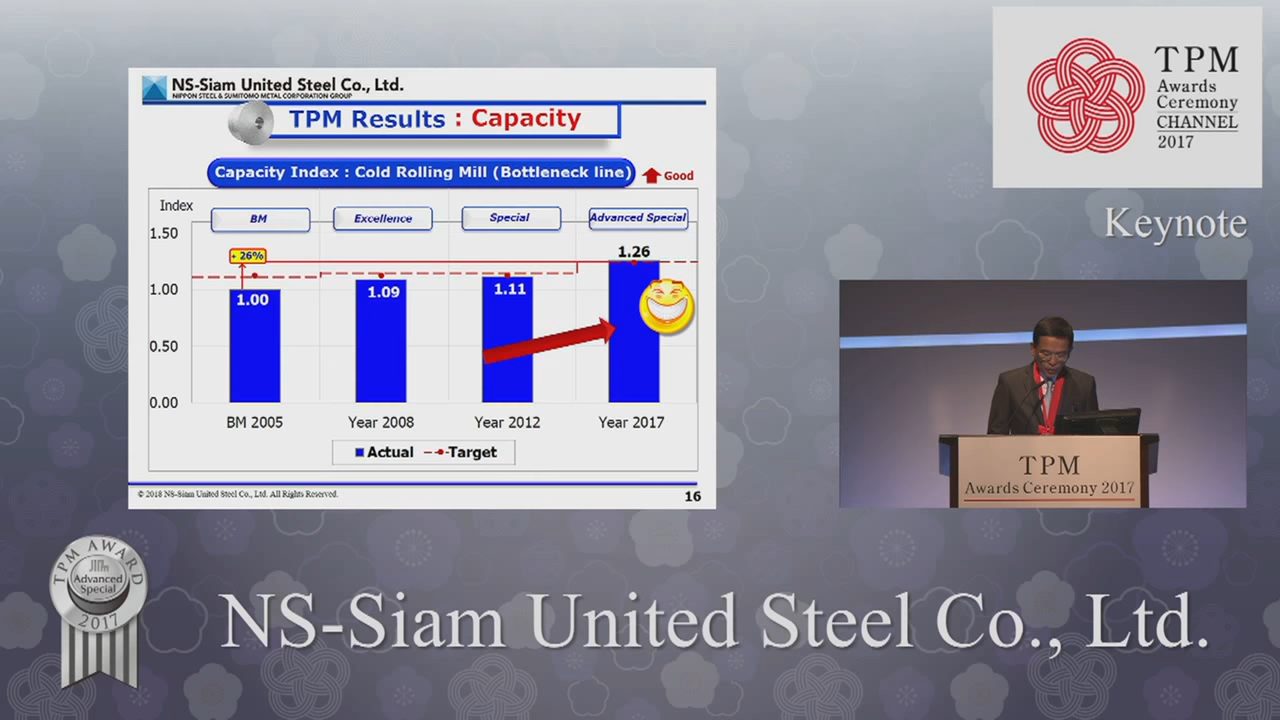 NS-Siam United Steel Co., Ltd.
NIPPON STEEL & SUMITOMO METAL CORPORATION GROUP
TPM Results : Capacity
Capacity Index : Cold Rolling Mill (Bottleneck line)
Good
Index
BM
Excellence
Special
Advanced Special
1.50
1.00
0.50
0.00
+ 26%
1.00
1.09
1.11
1.26
BM 2005
Year 2008
Year 2012
Year 2017
Actual
Target
© 2018 NS-Siam United Steel Co., Ltd. All Rights Reserved.
16
TPM
Awards
Ceremony
CHANNEL
2017
Keynote
TPM
Awards Ceremony 2017
TPM AWARD
JIPM
Advanced
Special
2017
NS-Siam United Steel Co., Ltd.